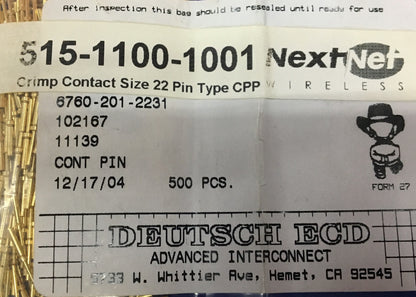 After inspection this bag should be resealed until ready for use
515-1100-1001 NextNet
Crimp Contact Size 22 Pin Type CPP WIRELESS
6760-201-2231
102167
11139
CONT PIN
12/17/04 500 PCS.
FORM 27
DEUTSCH ECD
ADVANCED INTERCONNECT
W. Whittier Ave, Hemet, CA 92545